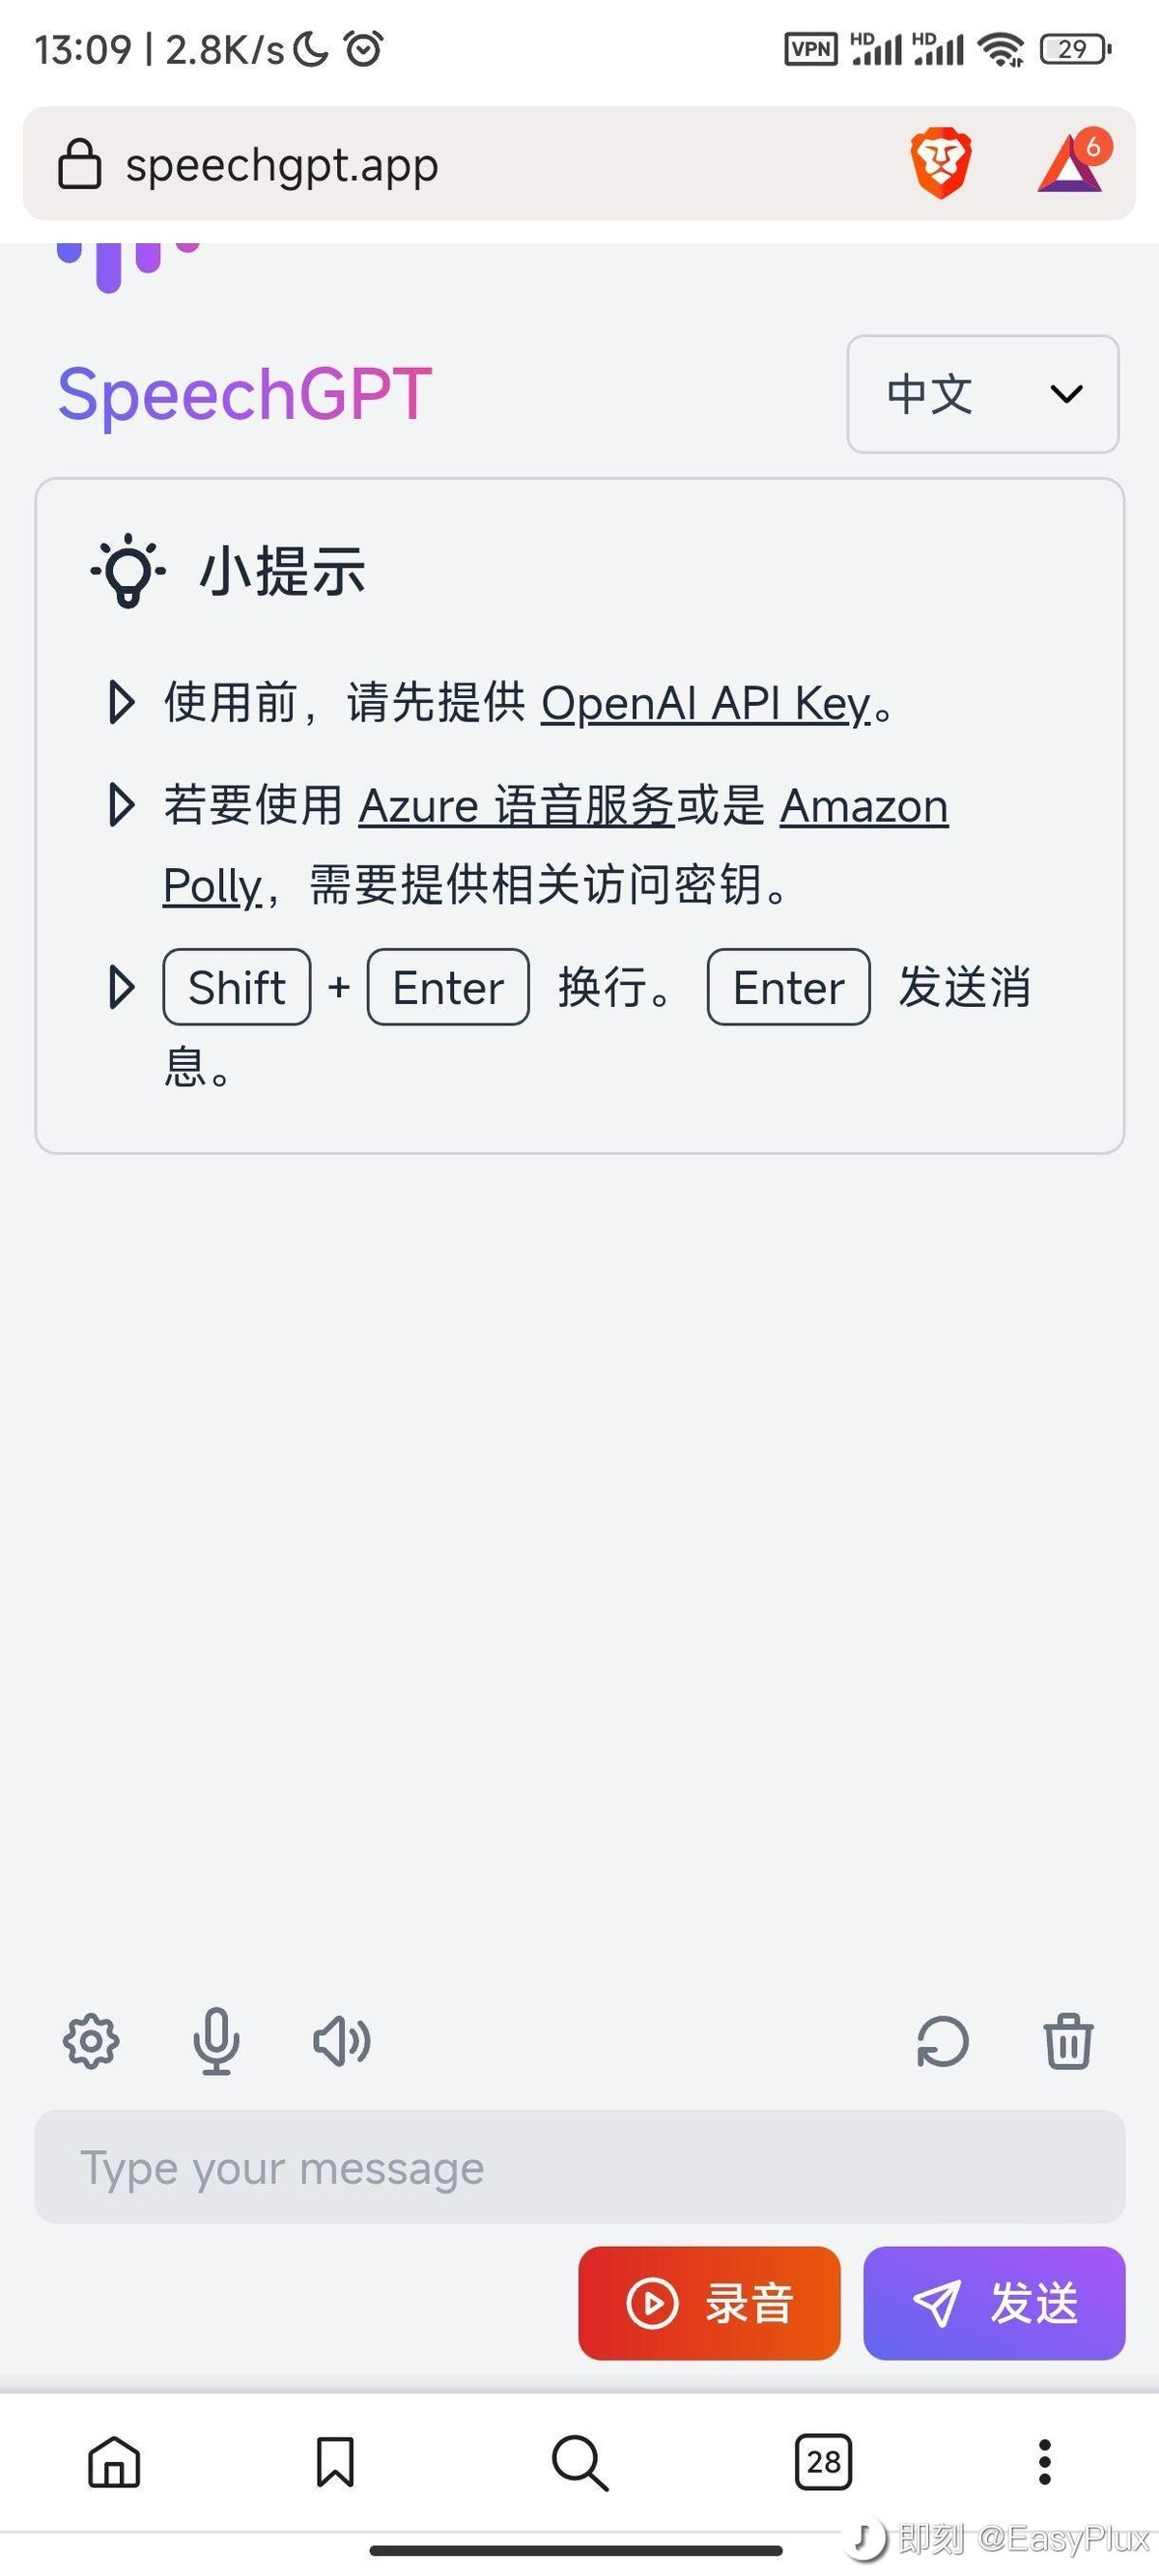 13:09 | 2.8K/s
VPN HD HD 29
speechgpt.app
6
SpeechGPT
中文
小提示
使用前，请先提供 OpenAI API Key。
若要使用 Azure 语音服务或是 Amazon
Polly，需要提供相关访问密钥。
Shift + Enter 换行。 Enter 发送消
息。
Type your message
录音
发送
28
即刻 @EasyPlux